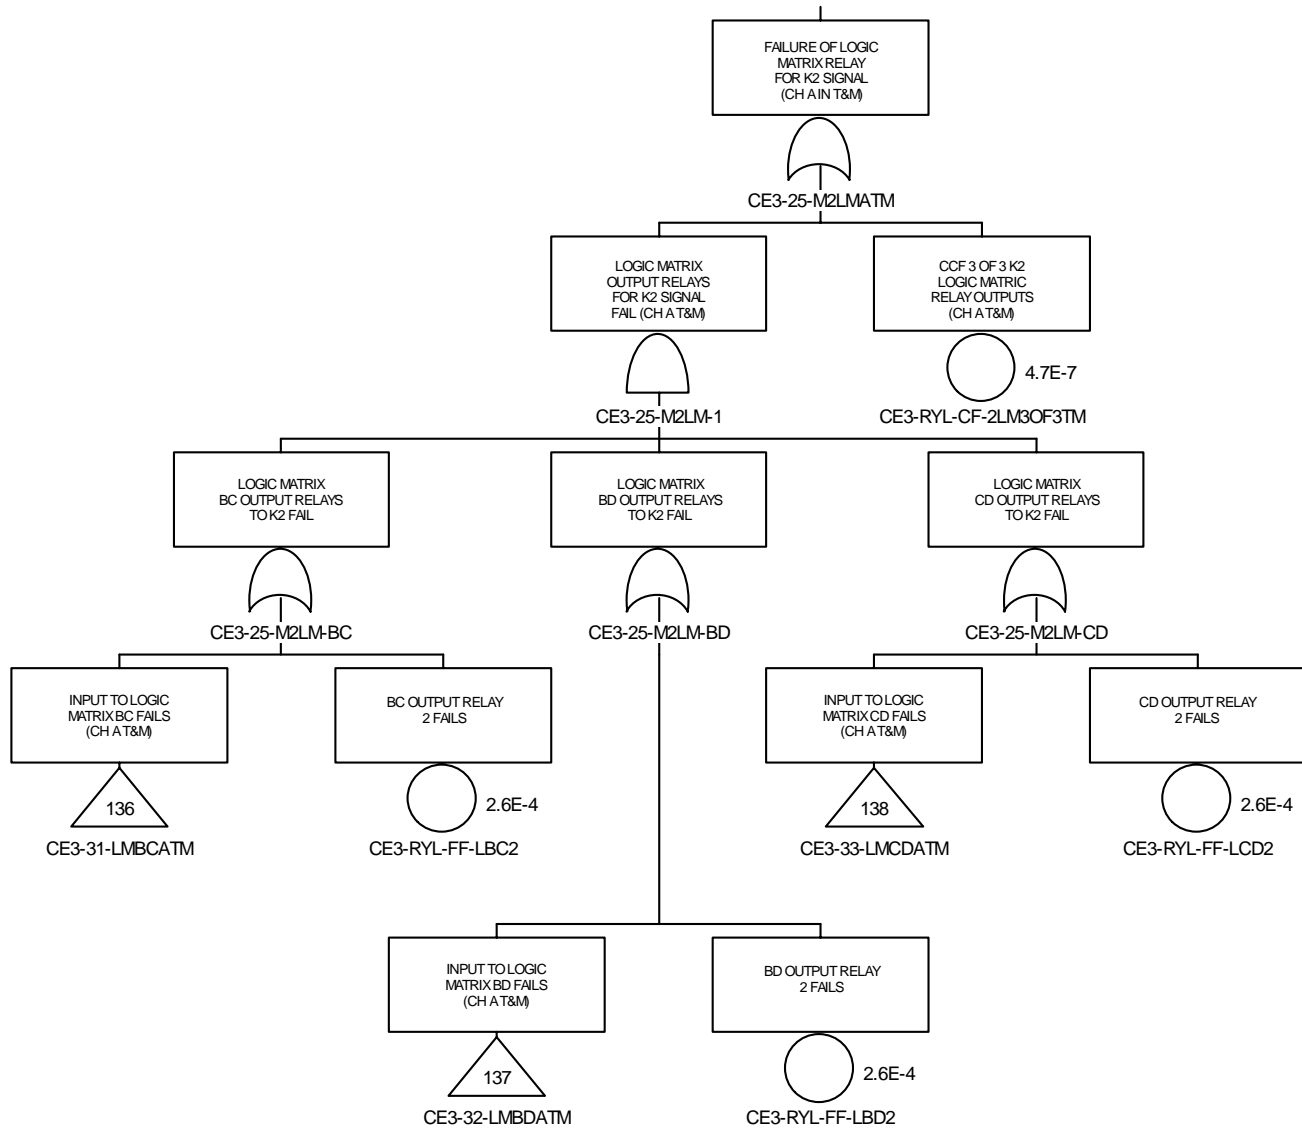 FAILURE OF LOGIC
MATRIX RELAY
FOR K2 SIGNAL
(CH A IN T&M)
CE3-25-M2LMATM
LOGIC MATRIX
OUTPUT RELAYS
FOR K2 SIGNAL
FAIL (CH A T&M)
CE3-25-M2LM-1
CCF 3 OF 3 K2
LOGIC MATRIC
RELAY OUTPUTS
(CH A T&M)
4.7E-7
CE3-RYL-CF-2LM3OF3TM
LOGIC MATRIX
BC OUTPUT RELAYS
TO K2 FAIL
CE3-25-M2LM-BC
LOGIC MATRIX
BD OUTPUT RELAYS
TO K2 FAIL
CE3-25-M2LM-BD
LOGIC MATRIX
CD OUTPUT RELAYS
TO K2 FAIL
CE3-25-M2LM-CD
INPUT TO LOGIC
MATRIX BC FAILS
(CH A T&M)
136
CE3-31-LMBCATM
BC OUTPUT RELAY
2 FAILS
2.6E-4
CE3-RYL-FF-LBC2
INPUT TO LOGIC
MATRIX CD FAILS
(CH A T&M)
138
CE3-33-LMCDATM
CD OUTPUT RELAY
2 FAILS
2.6E-4
CE3-RYL-FF-LCD2
INPUT TO LOGIC
MATRIX BD FAILS
(CH A T&M)
137
CE3-32-LMBDATM
BD OUTPUT RELAY
2 FAILS
2.6E-4
CE3-RYL-FF-LBD2